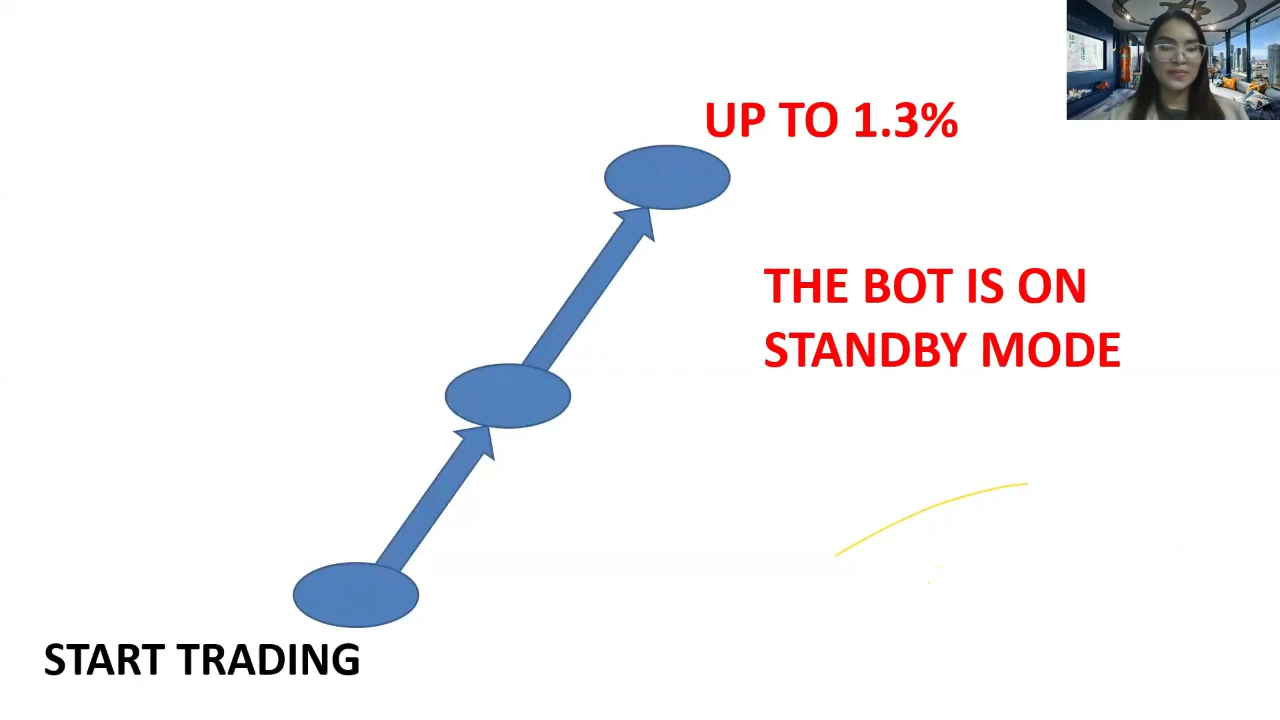 UP TO 1.3%
THE BOT IS ON
STANDBY MODE
START TRADING